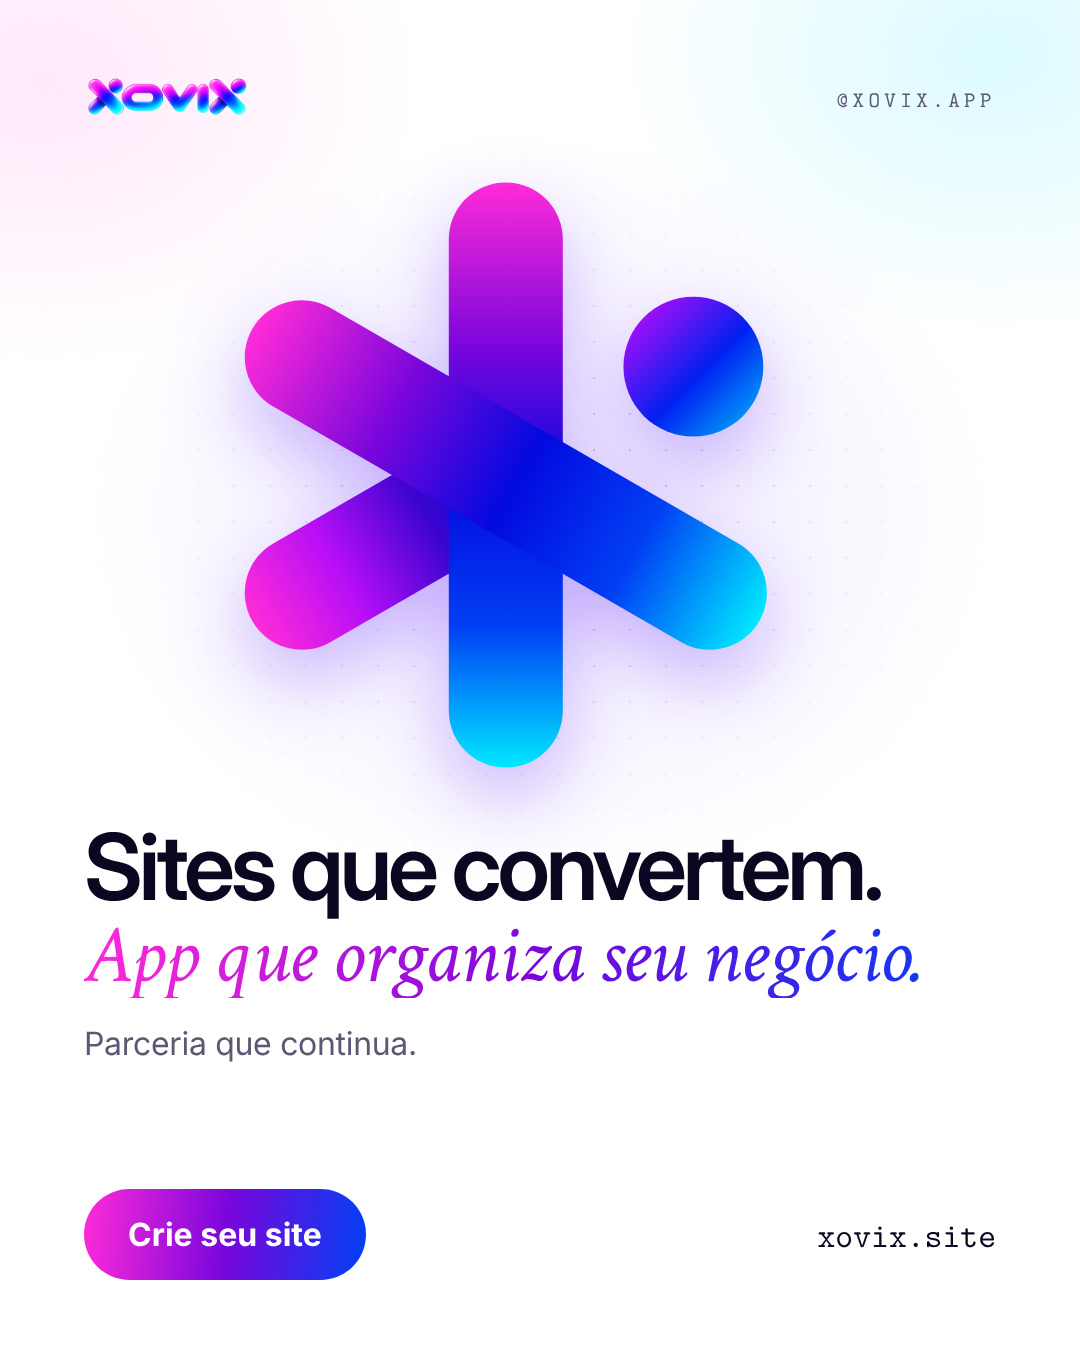 xovix
@XOVIX.APP
Sites que convertem.
App que organiza seu negócio.
Parceria que continua.
Crie seu site
xovix.site